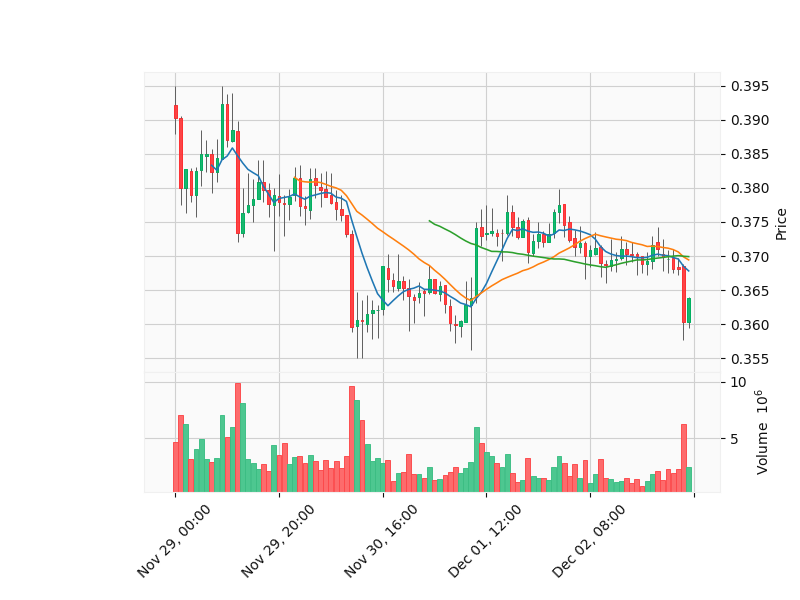 0.395
0.390
0.385
0.380
0.375
0.370
0.365
0.360
0.355
Price
10
5
Volume 10⁶
Nov 29, 00:00
Nov 29, 20:00
Nov 30, 16:00
Dec 01, 12:00
Dec 02, 08:00